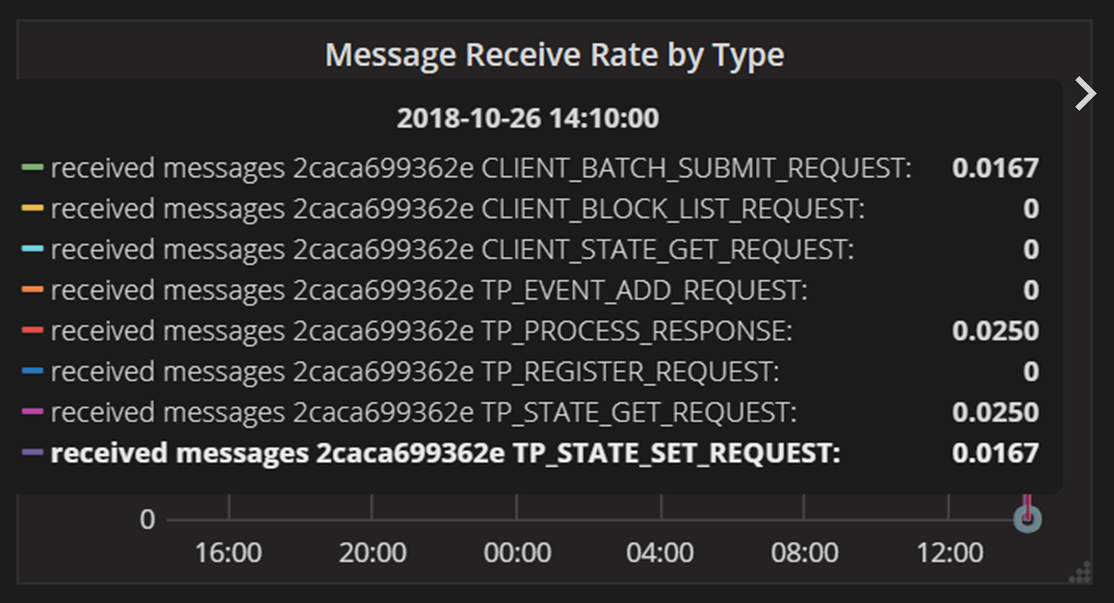 Message Receive Rate by Type
2018-10-26 14:10:00
received messages 2caca699362e CLIENT_BATCH_SUBMIT_REQUEST: 0.0167
received messages 2caca699362e CLIENT_BLOCK_LIST_REQUEST: 0
received messages 2caca699362e CLIENT_STATE_GET_REQUEST: 0
received messages 2caca699362e TP_EVENT_ADD_REQUEST: 0
received messages 2caca699362e TP_PROCESS_RESPONSE: 0.0250
received messages 2caca699362e TP_REGISTER_REQUEST: 0
received messages 2caca699362e TP_STATE_GET_REQUEST: 0.0250
received messages 2caca699362e TP_STATE_SET_REQUEST: 0.0167
0
16:00 20:00 00:00 04:00 08:00 12:00